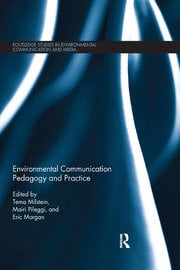 ROUTLEDGE STUDIES IN ENVIRONMENTAL
COMMUNICATION AND MEDIA
Environmental Communication
Pedagogy and Practice
Edited by
Tema Milstein,
Mairi Pileggi, and
Eric Morgan
R